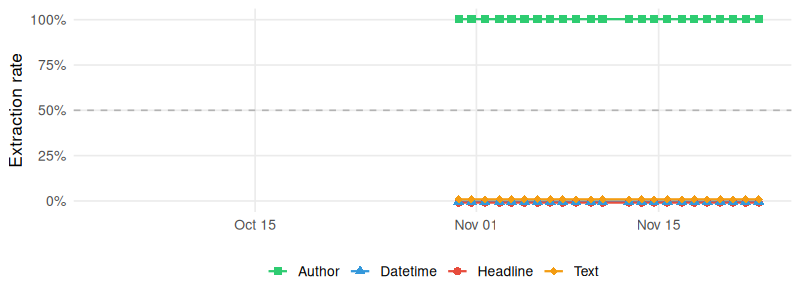 Extraction rate
100%
75%
50%
25%
0%
Oct 15 Nov 01 Nov 15
Author Datetime Headline Text